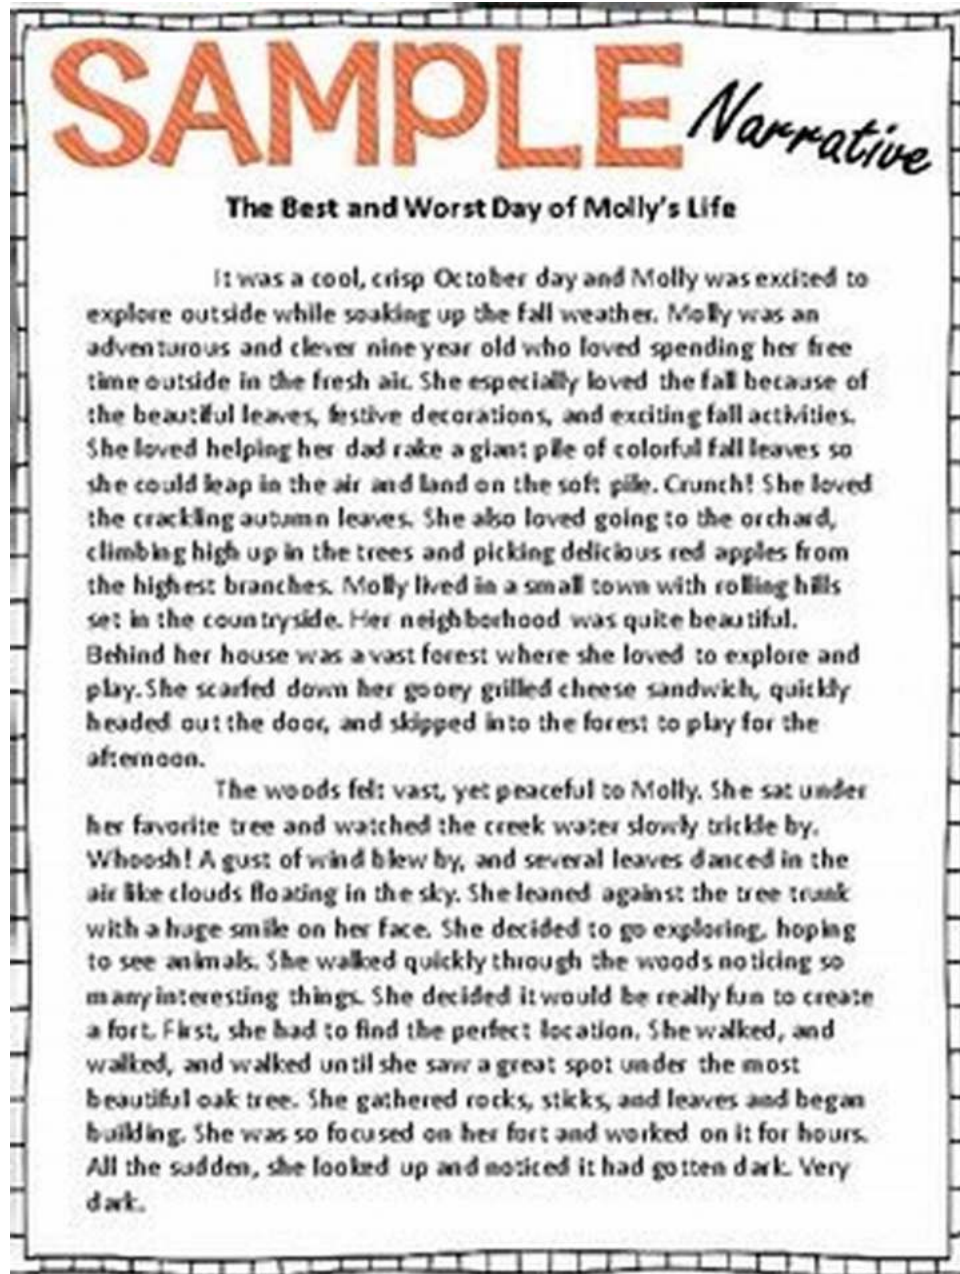 SAMPLE Narrative
The Best and Worst Day of Molly's Life
It was a cool, crisp October day and Molly was excited to
explore outside while soaking up the fall weather. Molly was an
adventurous and clever nine year old who loved spending her free
time outside in the fresh air. She especially loved the fall because of
the beautiful leaves, festive decorations, and exciting fall activities.
She loved helping her dad rake a giant pile of colorful fall leaves so
she could leap in the air and land on the soft pile. Crunch! She loved
the crackling autumn leaves. She also loved going to the orchard,
climbing high up in the trees and picking delicious red apples from
the highest branches. Molly lived in a small town with rolling hills
set in the countryside. Her neighborhood was quite beautiful.
Behind her house was a vast forest where she loved to explore and
play. She scarfed down her gooey grilled cheese sandwich, quickly
headed out the door, and skipped into the forest to play for the
afternoon.
The woods felt vast, yet peaceful to Molly. She sat under
her favorite tree and watched the creek water slowly trickle by.
Whoosh! A gust of wind blew by, and several leaves danced in the
air like clouds floating in the sky. She leaned against the tree trunk
with a huge smile on her face. She decided to go exploring, hoping
to see animals. She walked quickly through the woods noticing so
many interesting things. She decided it would be really fun to create
a fort. First, she had to find the perfect location. She walked, and
walked, and walked until she saw a great spot under the most
beautiful oak tree. She gathered rocks, sticks, and leaves and began
building. She was so focused on her fort and worked on it for hours.
All the sudden, she looked up and noticed it had gotten dark. Very
dark.